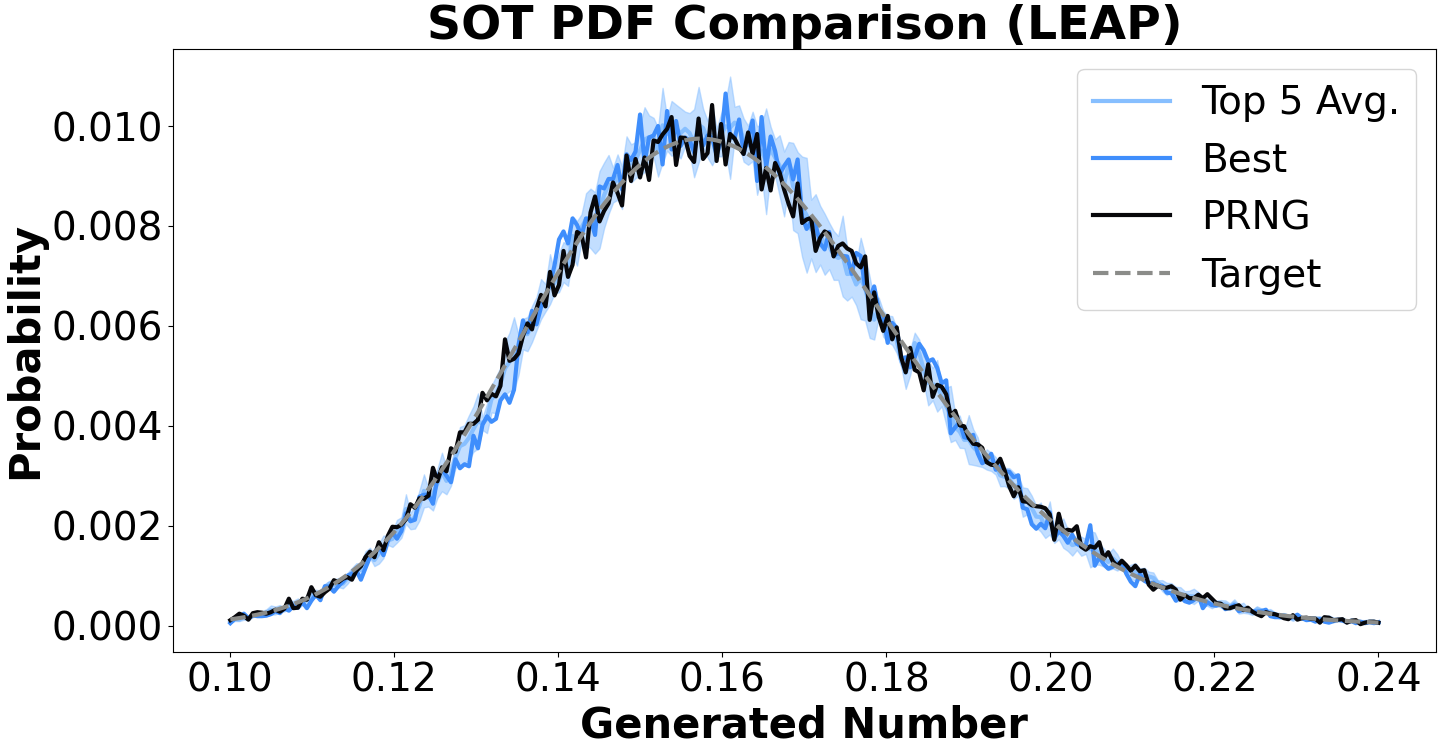 SOT PDF Comparison (LEAP)
Top 5 Avg.
Best
PRNG
Target
Probability
0.010
0.008
0.006
0.004
0.002
0.000
0.10 0.12 0.14 0.16 0.18 0.20 0.22 0.24
Generated Number